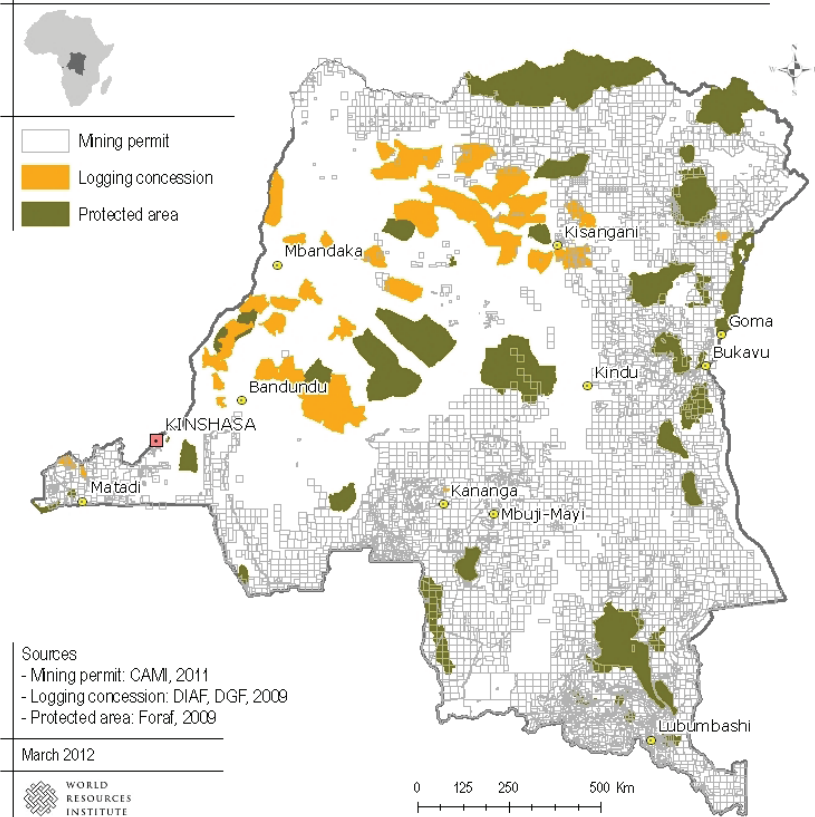 Mining permit
Logging concession
Protected area
N
Kisangani
Mbandaka
Goma
Bukavu
Kindu
Bandundu
KINSHASA
Matadi
Kananga
Mbuji-Mayi
Lubumbashi
Sources
- Mining permit: CAMI, 2011
- Logging concession: DIAF, DGF, 2009
- Protected area: Foraf, 2009
March 2012
WORLD
RESOURCES
INSTITUTE
0 125 250 500 Km